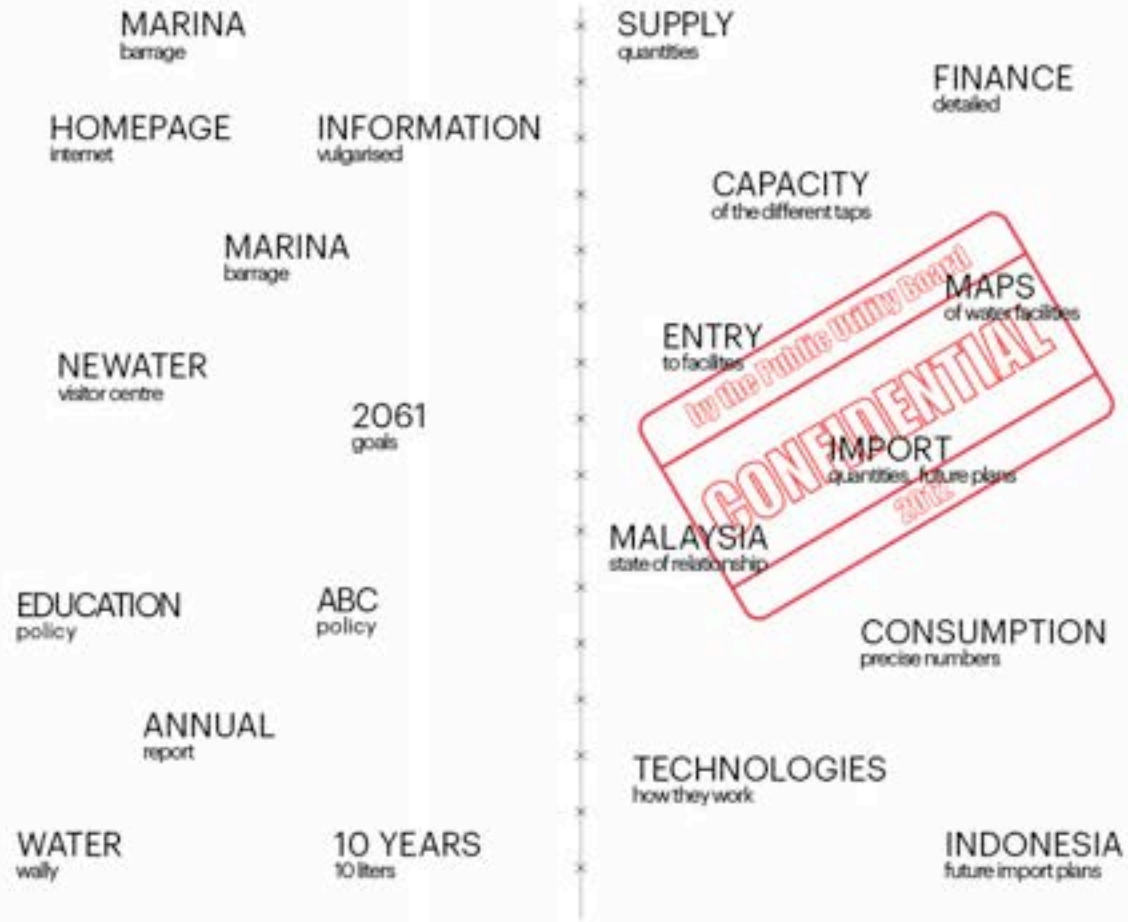 MARINA
barrage
HOMEPAGE
internet
INFORMATION
vulgarised
MARINA
barrage
NEWATER
visitor centre
2061
goals
EDUCATION
policy
ABC
policy
ANNUAL
report
WATER
wally
10 YEARS
10 liters
SUPPLY
quantities
FINANCE
detailed
CAPACITY
of the different taps
MAPS
of water facilities
ENTRY
to facilites
by the Public Utility Board
CONFIDENTIAL
2012
IMPORT
quantities, future plans
MALAYSIA
state of relationship
CONSUMPTION
precise numbers
TECHNOLOGIES
how they work
INDONESIA
future import plans